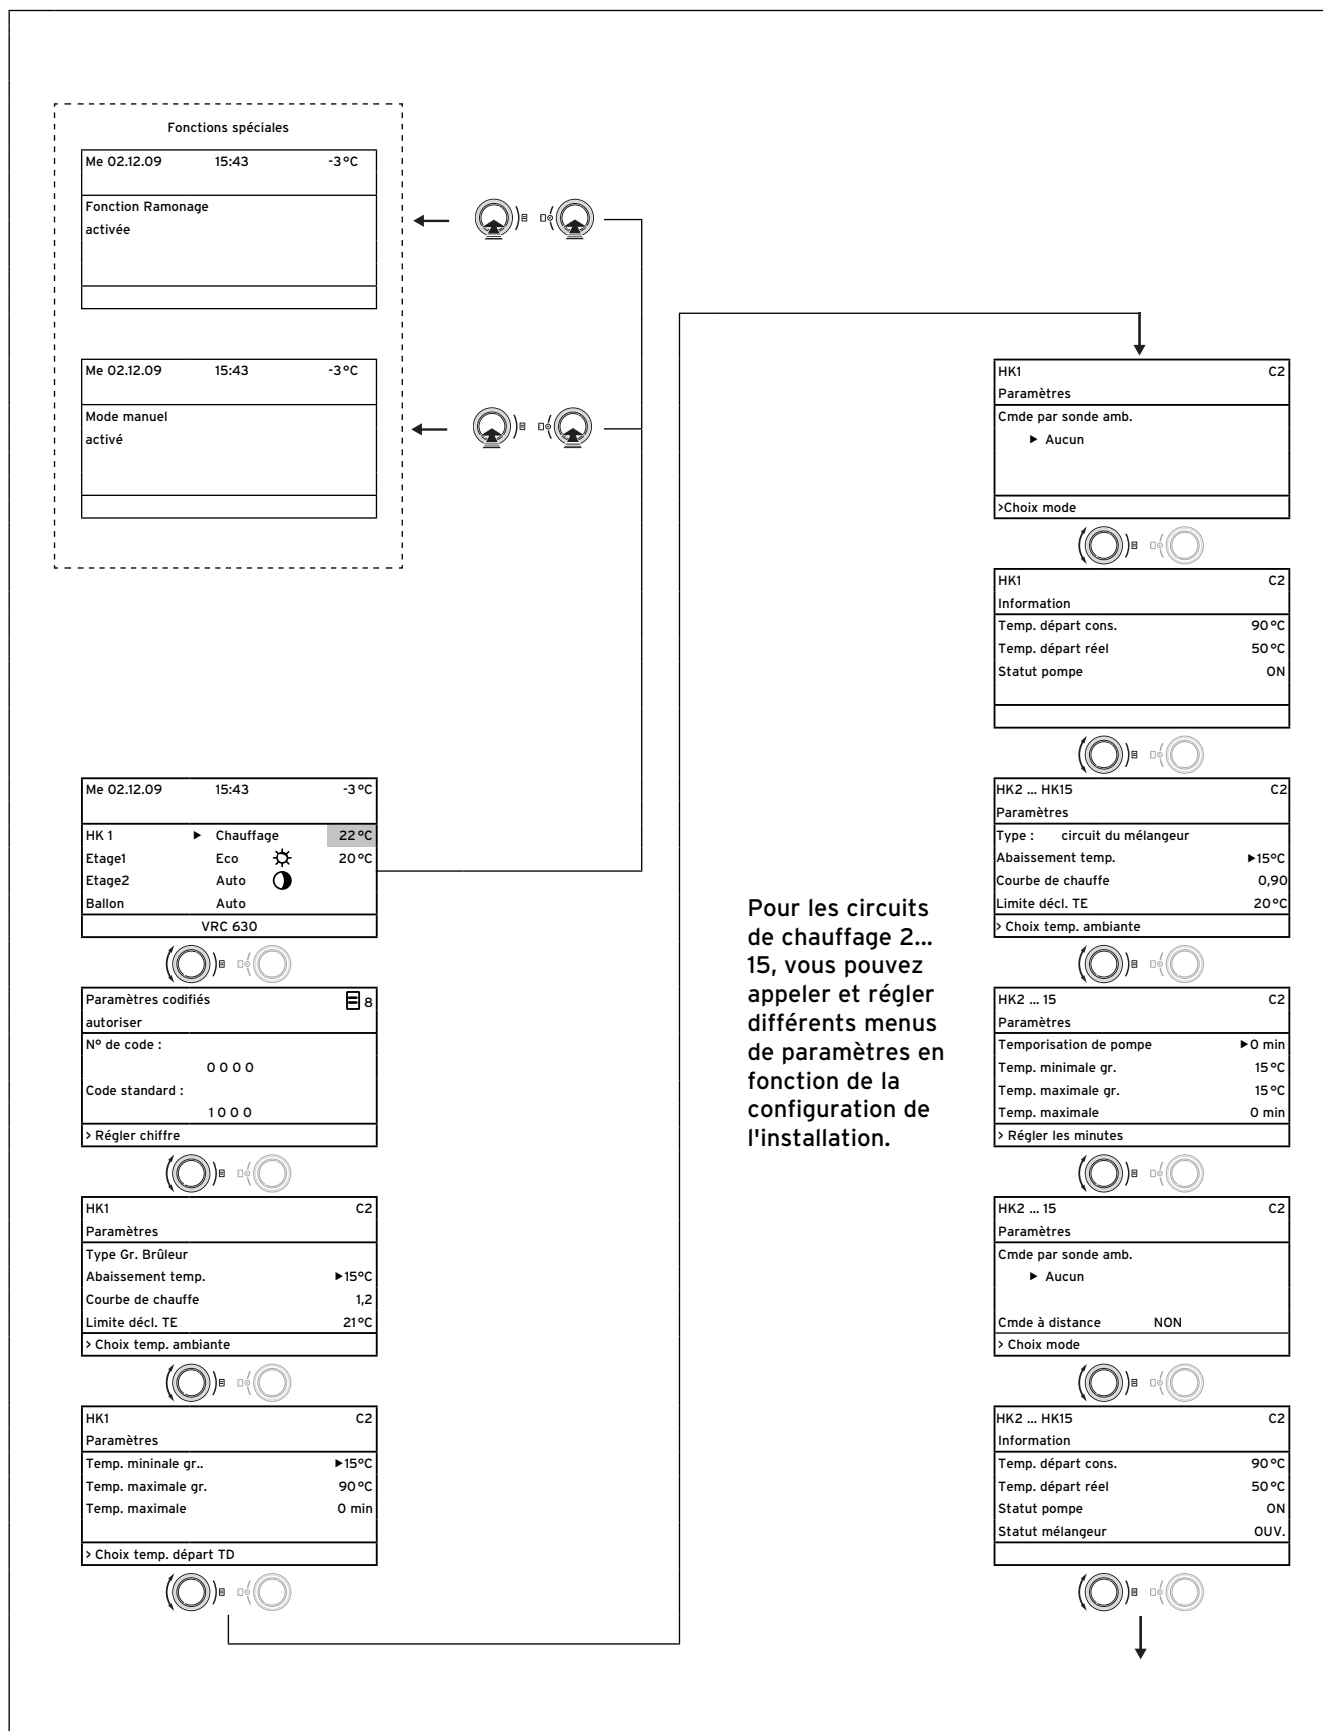 Fonctions spéciales
Me 02.12.09 15:43 -3°C
Fonction Ramonage
activée
Me 02.12.09 15:43 -3°C
Mode manuel
activé
Me 02.12.09 15:43 -3°C
HK 1 ▶ Chauffage 22°C
Etage1 Eco 20°C
Etage2 Auto
Ballon Auto
VRC 630
Paramètres codifiés 8
autoriser
N° de code :
0 0 0 0
Code standard :
1 0 0 0
> Régler chiffre
HK1 C2
Paramètres
Type Gr. Brûleur
Abaissement temp. ▶15°C
Courbe de chauffe 1,2
Limite décl. TE 21°C
> Choix temp. ambiante
HK1 C2
Paramètres
Temp. mininale gr.. ▶15°C
Temp. maximale gr. 90°C
Temp. maximale 0 min
> Choix temp. départ TD
Pour les circuits
de chauffage 2...
15, vous pouvez
appeler et régler
différents menus
de paramètres en
fonction de la
configuration de
l'installation.
HK1 C2
Paramètres
Cmde par sonde amb.
▶ Aucun
>Choix mode
HK1 C2
Information
Temp. départ cons. 90°C
Temp. départ réel 50°C
Statut pompe ON
HK2 ... HK15 C2
Paramètres
Type : circuit du mélangeur
Abaissement temp. ▶15°C
Courbe de chauffe 0,90
Limite décl. TE 20°C
> Choix temp. ambiante
HK2 ... 15 C2
Paramètres
Temporisation de pompe ▶0 min
Temp. minimale gr. 15°C
Temp. maximale gr. 15°C
Temp. maximale 0 min
> Régler les minutes
HK2 ... 15 C2
Paramètres
Cmde par sonde amb.
▶ Aucun
Cmde à distance NON
> Choix mode
HK2 ... HK15 C2
Information
Temp. départ cons. 90°C
Temp. départ réel 50°C
Statut pompe ON
Statut mélangeur OUV.